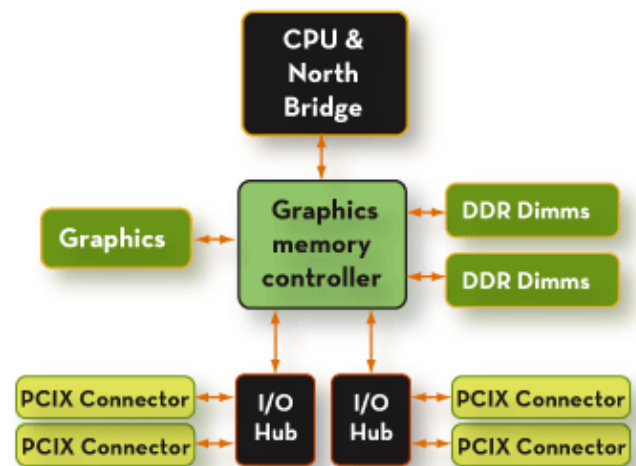 CPU &
North
Bridge
Graphics
memory
controller
Graphics
DDR Dimms
DDR Dimms
PCIX Connector
PCIX Connector
I/O
Hub
I/O
Hub
PCIX Connector
PCIX Connector